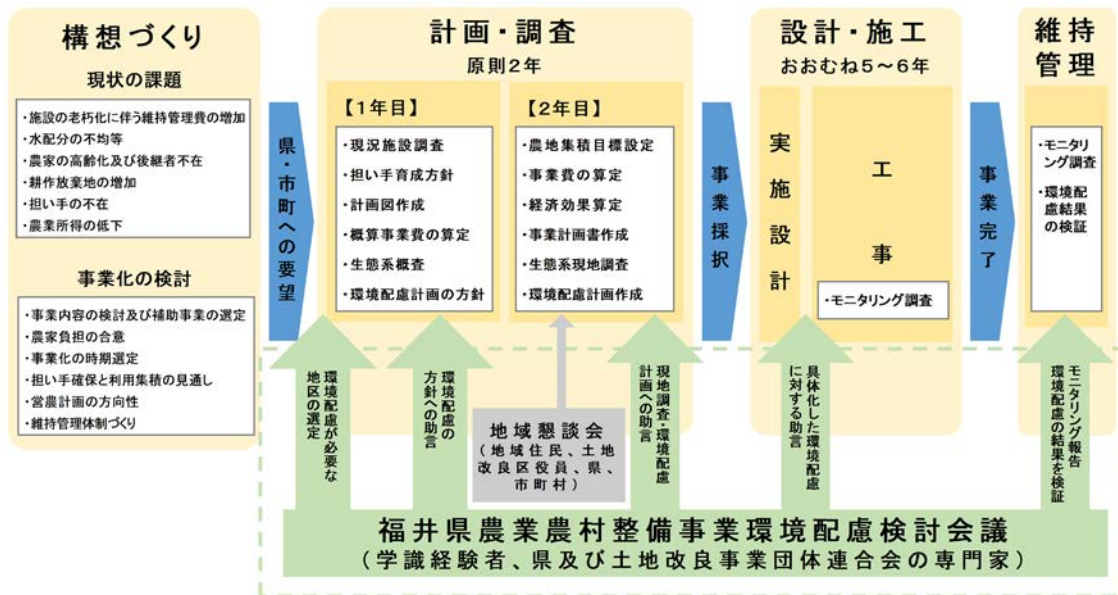 構想づくり
現状の課題
・施設の老朽化に伴う維持管理費の増加
・水配分の不均等
・農家の高齢化及び後継者不在
・耕作放棄地の増加
・担い手の不在
・農業所得の低下
事業化の検討
・事業内容の検討及び補助事業の選定
・農家負担の合意
・事業化の時期選定
・担い手確保と利用集積の見通し
・営農計画の方向性
・維持管理体制づくり
県・市町への要望
計画・調査
原則2年
【1年目】
・現況施設調査
・担い手育成方針
・計画図作成
・概算事業費の算定
・生態系概査
・環境配慮計画の方針
【2年目】
・農地集積目標設定
・事業費の算定
・経済効果算定
・事業計画書作成
・生態系現地調査
・環境配慮計画作成
事業採択
設計・施工
おおむね5～6年
実施設計
工事
・モニタリング調査
事業完了
維持
管理
・モニタ
リング調査
・環境配
慮結果
の検証
環境配慮が必要な
地区の選定
環境配慮の
方針への助言
地域懇談会
(地域住民、土地
改良区役員、県、
市町村)
現地調査・環境配慮
計画への助言
具体化した環境配慮
に対する助言
モニタリング報告
環境配慮の結果を検証
福井県農業農村整備事業環境配慮検討会議
(学識経験者、県及び土地改良事業団体連合会の専門家)